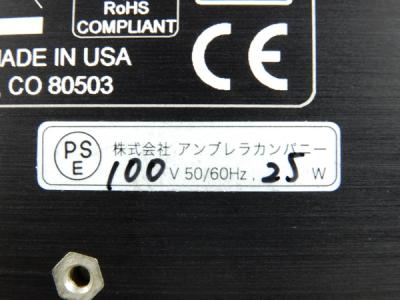 RoHS
COMPLIANT
MADE IN USA
, CO 80503
CE
PS
E
株式会社 アンブレラカンパニー
100 V 50/60Hz , 25 W